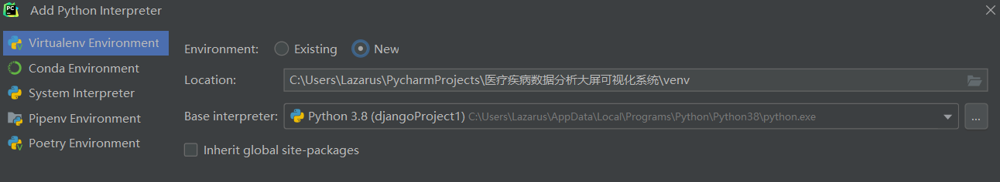 PC Add Python Interpreter
Virtualenv Environment
Conda Environment
System Interpreter
Pipenv Environment
Poetry Environment
Environment: Existing New
Location: C:\Users\Lazarus\PycharmProjects\医疗疾病数据分析大屏可视化系统\venv
Base interpreter: Python 3.8 (djangoProject1) C:\Users\Lazarus\AppData\Local\Programs\Python\Python38\python.exe ...
Inherit global site-packages